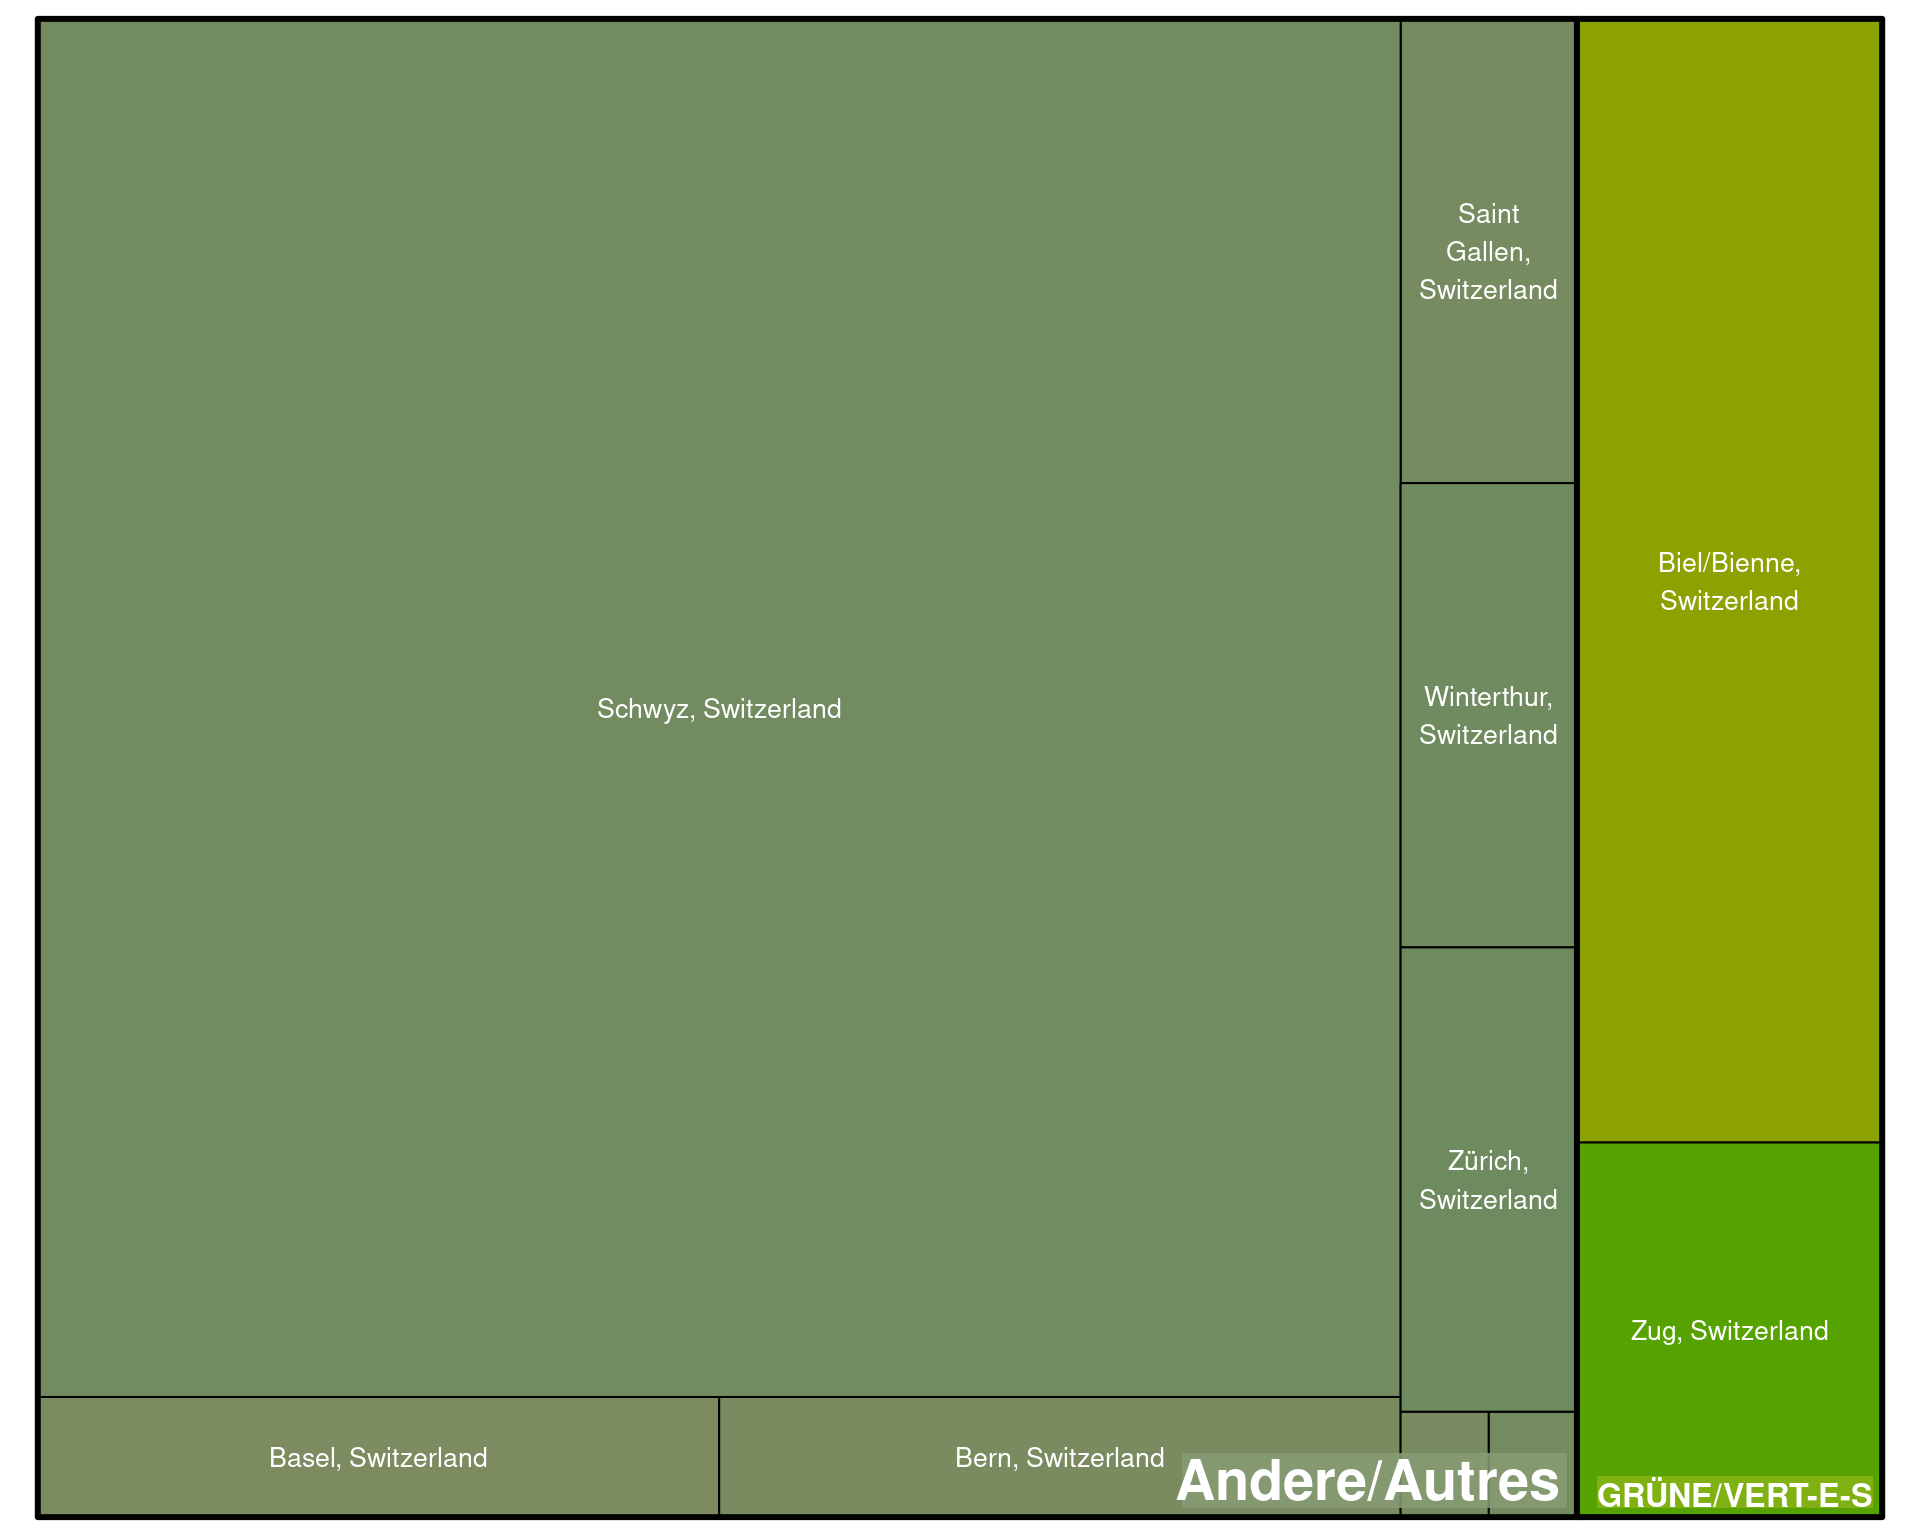 Schwyz, Switzerland
Basel, Switzerland
Bern, Switzerland
Saint
Gallen,
Switzerland
Winterthur,
Switzerland
Zürich,
Switzerland
Andere/Autres
Biel/Bienne,
Switzerland
Zug, Switzerland
GRÜNE/VERT-E-S